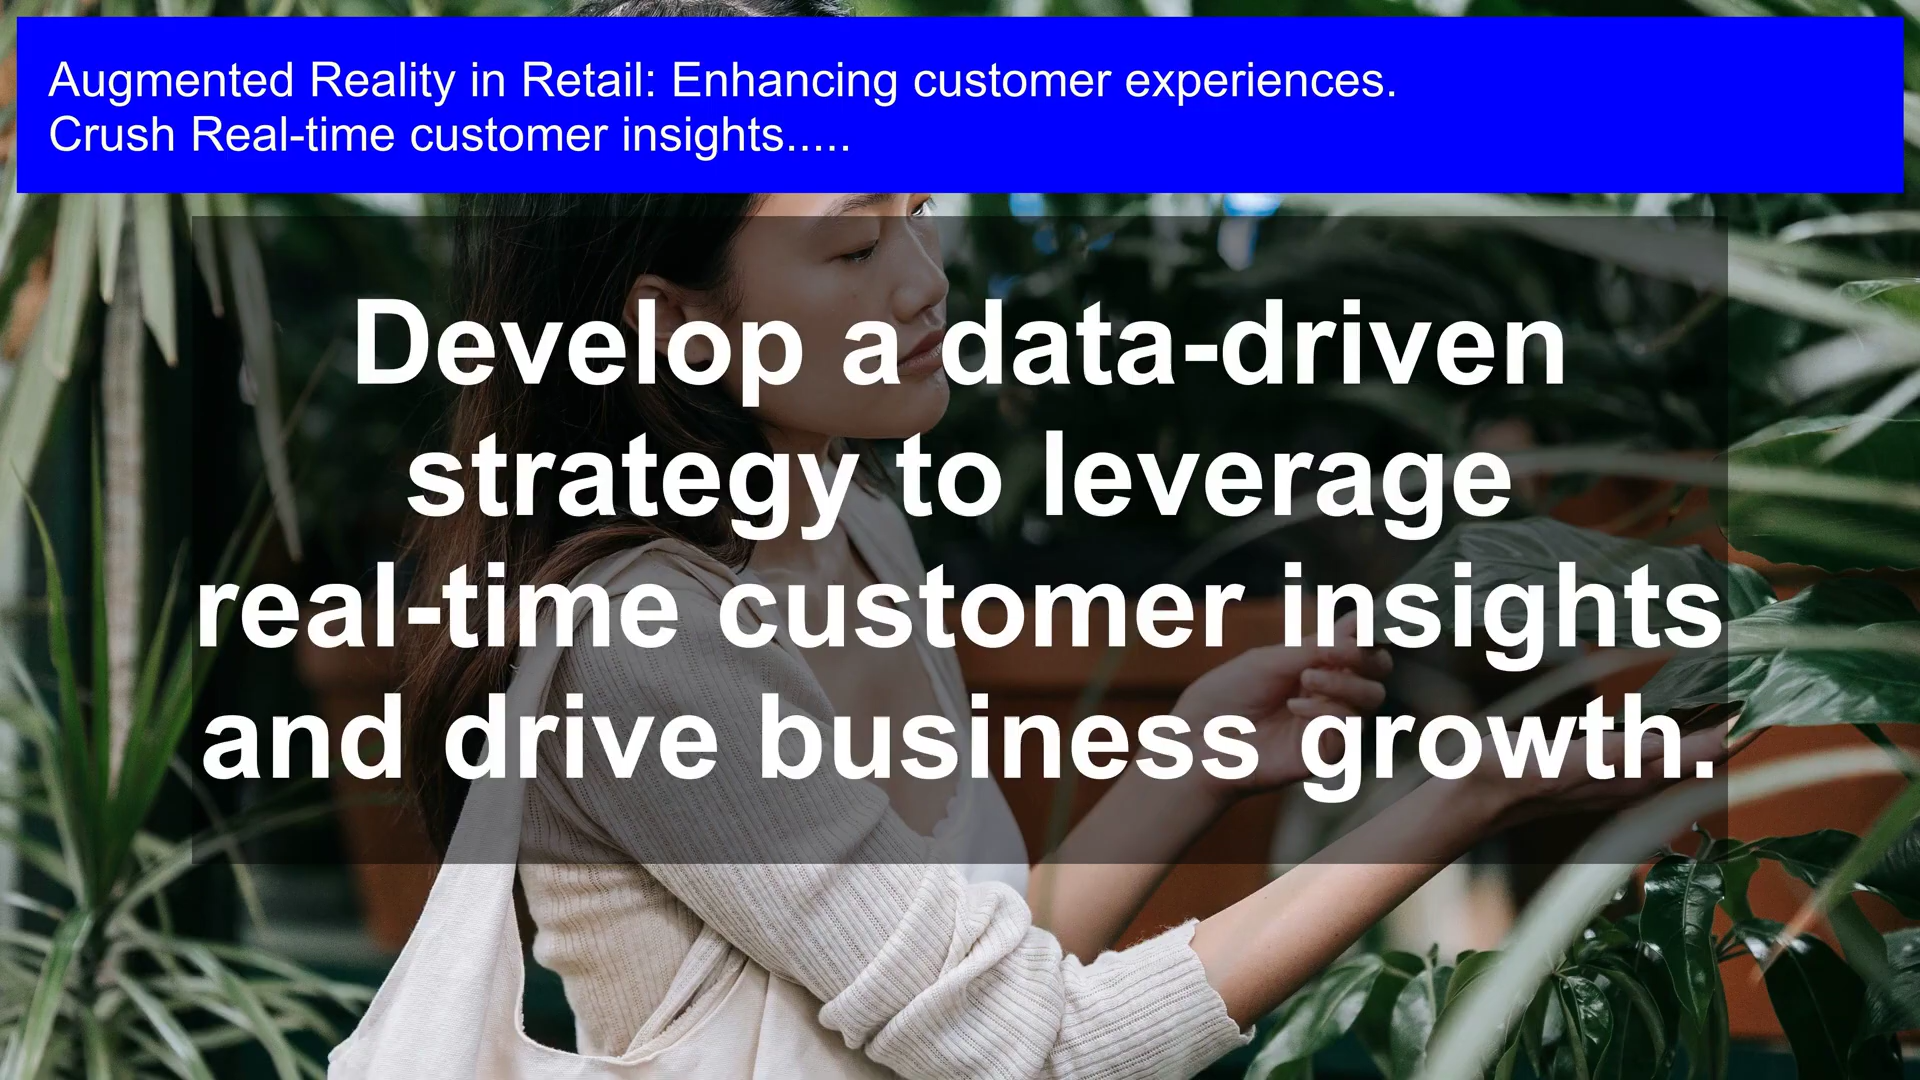 Augmented Reality in Retail: Enhancing customer experiences.
Crush Real-time customer insights.....
Develop a data-driven
strategy to leverage
real-time customer insights
and drive business growth.